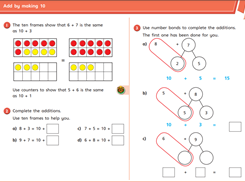 Add by making 10
1 The ten frames show that 6 + 7 is the same
as 10 + 3
=
Use counters to show that 5 + 6 is the same
as 10 + 1
2 Complete the additions.
Use ten frames to help you.
a) 8 + 3 = 10 +
c) 7 + 5 = 10 +
b) 9 + 7 = 10 +
d) 6 + 8 = 10 +
3 Use number bonds to complete the additions.
The first one has been done for you.
a) 8 + 7
2 5
10 + 5 = 15
b) 5 + 8
5 3
10 + 3 =
c) 6 + 9
+ =